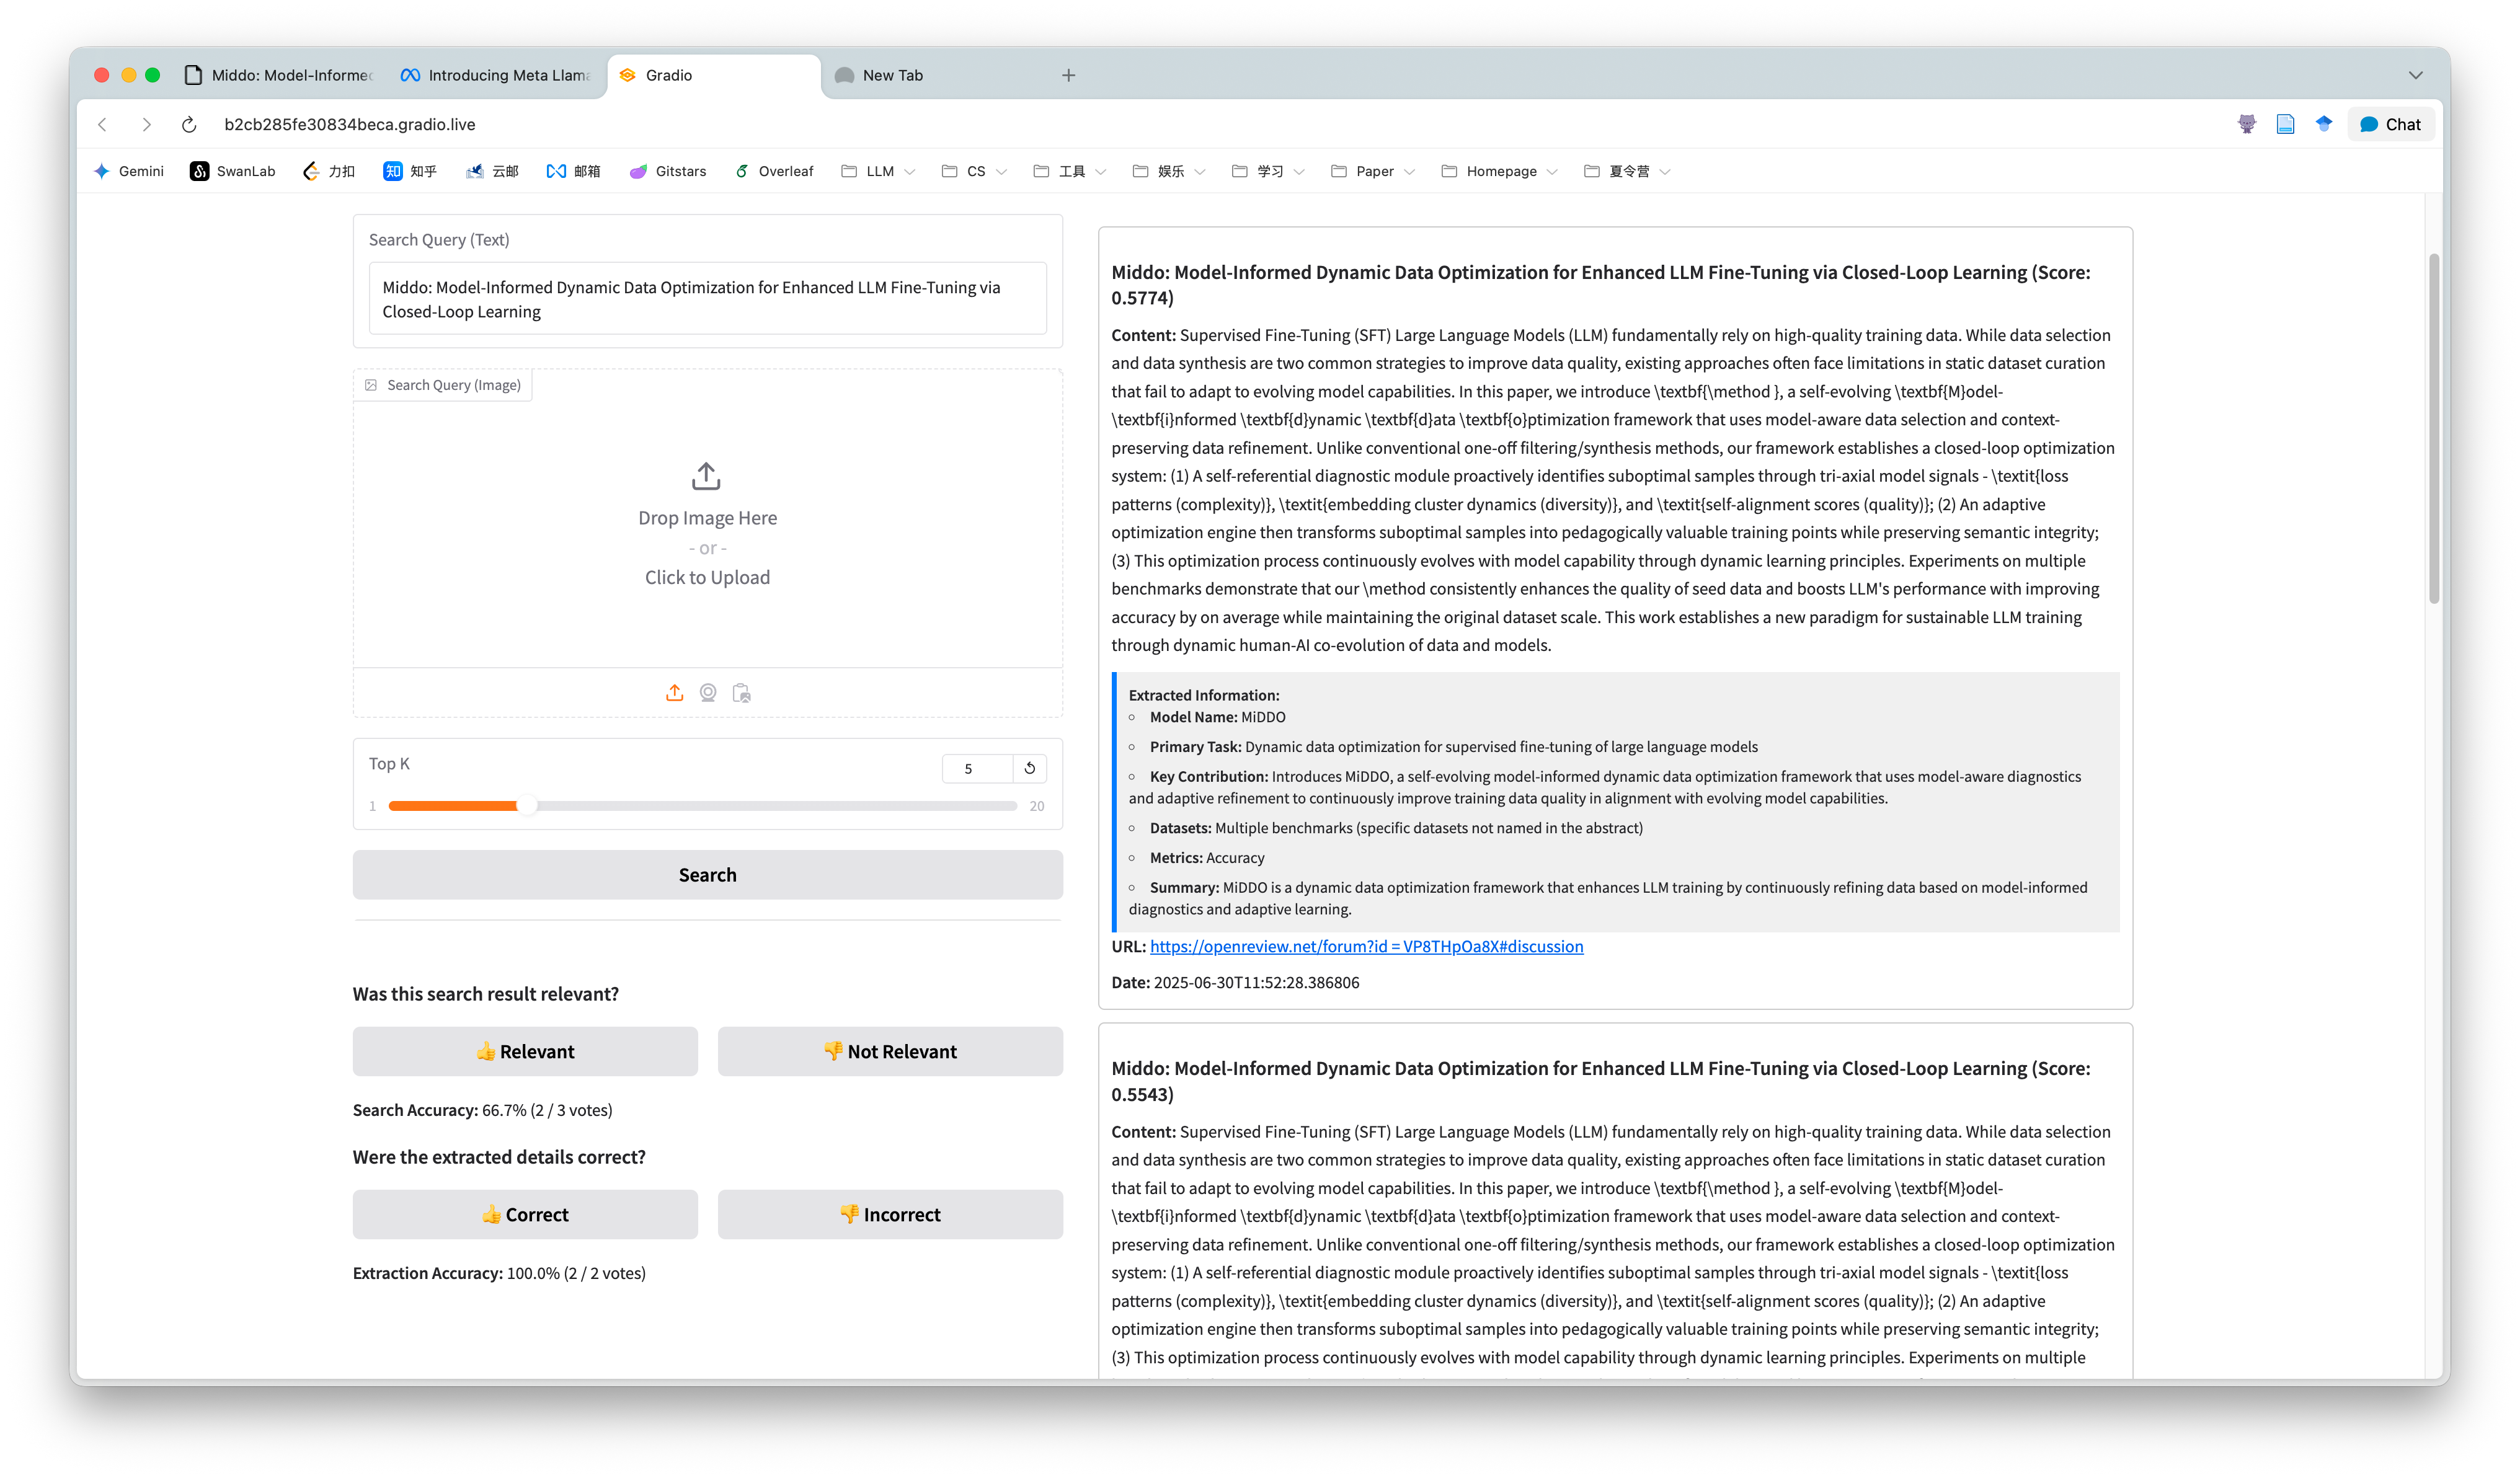 Middo: Model-Informed
Introducing Meta Llama
Gradio
New Tab
b2cb285fe30834beca.gradio.live
Chat
Gemini
SwanLab
力扣
知 知乎
云邮
邮箱
Gitstars
Overleaf
LLM
CS
工具
娱乐
学习
Paper
Homepage
夏令营
Search Query (Text)
Middo: Model-Informed Dynamic Data Optimization for Enhanced LLM Fine-Tuning via
Closed-Loop Learning
Search Query (Image)
Drop Image Here
- or -
Click to Upload
Top K
5
1
20
Search
Was this search result relevant?
👍 Relevant
👎 Not Relevant
Search Accuracy: 66.7% (2 / 3 votes)
Were the extracted details correct?
👍 Correct
👎 Incorrect
Extraction Accuracy: 100.0% (2 / 2 votes)
Middo: Model-Informed Dynamic Data Optimization for Enhanced LLM Fine-Tuning via Closed-Loop Learning (Score:
0.5774)
Content: Supervised Fine-Tuning (SFT) Large Language Models (LLM) fundamentally rely on high-quality training data. While data selection
and data synthesis are two common strategies to improve data quality, existing approaches often face limitations in static dataset curation
that fail to adapt to evolving model capabilities. In this paper, we introduce \textbf{\method }, a self-evolving \textbf{M}odel-
\textbf{i}nformed \textbf{d}ynamic \textbf{d}ata \textbf{o}ptimization framework that uses model-aware data selection and context-
preserving data refinement. Unlike conventional one-off filtering/synthesis methods, our framework establishes a closed-loop optimization
system: (1) A self-referential diagnostic module proactively identifies suboptimal samples through tri-axial model signals - \textit{loss
patterns (complexity)}, \textit{embedding cluster dynamics (diversity)}, and \textit{self-alignment scores (quality)}; (2) An adaptive
optimization engine then transforms suboptimal samples into pedagogically valuable training points while preserving semantic integrity;
(3) This optimization process continuously evolves with model capability through dynamic learning principles. Experiments on multiple
benchmarks demonstrate that our \method consistently enhances the quality of seed data and boosts LLM's performance with improving
accuracy by on average while maintaining the original dataset scale. This work establishes a new paradigm for sustainable LLM training
through dynamic human-AI co-evolution of data and models.
Extracted Information:
Model Name: MiDDO
Primary Task: Dynamic data optimization for supervised fine-tuning of large language models
Key Contribution: Introduces MiDDO, a self-evolving model-informed dynamic data optimization framework that uses model-aware diagnostics
and adaptive refinement to continuously improve training data quality in alignment with evolving model capabilities.
Datasets: Multiple benchmarks (specific datasets not named in the abstract)
Metrics: Accuracy
Summary: MiDDO is a dynamic data optimization framework that enhances LLM training by continuously refining data based on model-informed
diagnostics and adaptive learning.
URL: https://openreview.net/forum?id=VP8THpOa8X#discussion
Date: 2025-06-30T11:52:28.386806
Middo: Model-Informed Dynamic Data Optimization for Enhanced LLM Fine-Tuning via Closed-Loop Learning (Score:
0.5543)
Content: Supervised Fine-Tuning (SFT) Large Language Models (LLM) fundamentally rely on high-quality training data. While data selection
and data synthesis are two common strategies to improve data quality, existing approaches often face limitations in static dataset curation
that fail to adapt to evolving model capabilities. In this paper, we introduce \textbf{\method }, a self-evolving \textbf{M}odel-
\textbf{i}nformed \textbf{d}ynamic \textbf{d}ata \textbf{o}ptimization framework that uses model-aware data selection and context-
preserving data refinement. Unlike conventional one-off filtering/synthesis methods, our framework establishes a closed-loop optimization
system: (1) A self-referential diagnostic module proactively identifies suboptimal samples through tri-axial model signals - \textit{loss
patterns (complexity)}, \textit{embedding cluster dynamics (diversity)}, and \textit{self-alignment scores (quality)}; (2) An adaptive
optimization engine then transforms suboptimal samples into pedagogically valuable training points while preserving semantic integrity;
(3) This optimization process continuously evolves with model capability through dynamic learning principles. Experiments on multiple